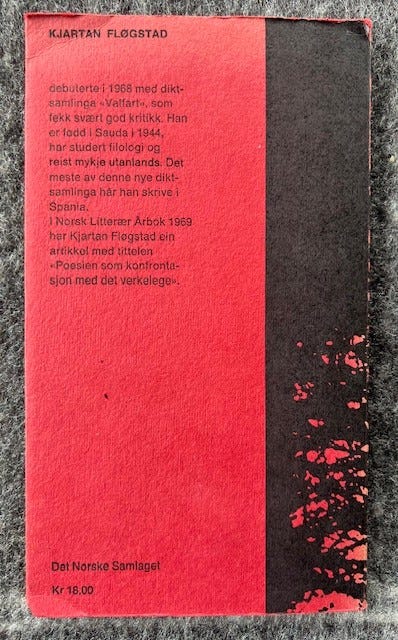 KJARTAN FLØGSTAD
debuterte i 1968 med dikt-
samlinga «Valfart», som
fekk svært god kritikk. Han
er fødd i Sauda i 1944,
har studert filologi og
reist mykje utanlands. Det
meste av denne nye dikt-
samlinga har han skrive i
Spania.
I Norsk Litterær Årbok 1969
har Kjartan Fløgstad ein
artikkel med tittelen
«Poesien som konfronta-
sjon med det verkelege».
Det Norske Samlaget
Kr 18,00